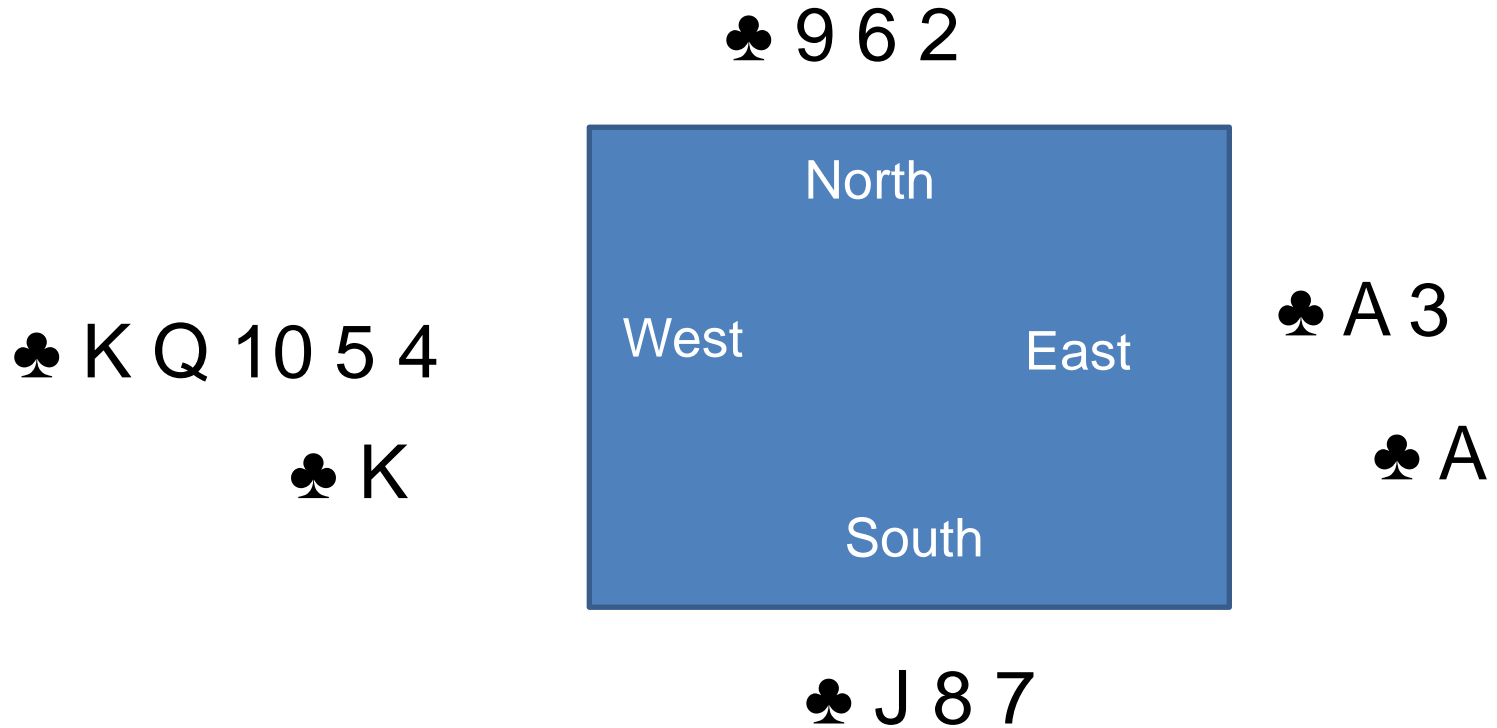 ♣ 9 6 2
North
♣ K Q 10 5 4
West
East
♣ A 3
♣ K
♣ A
South
♣ J 8 7